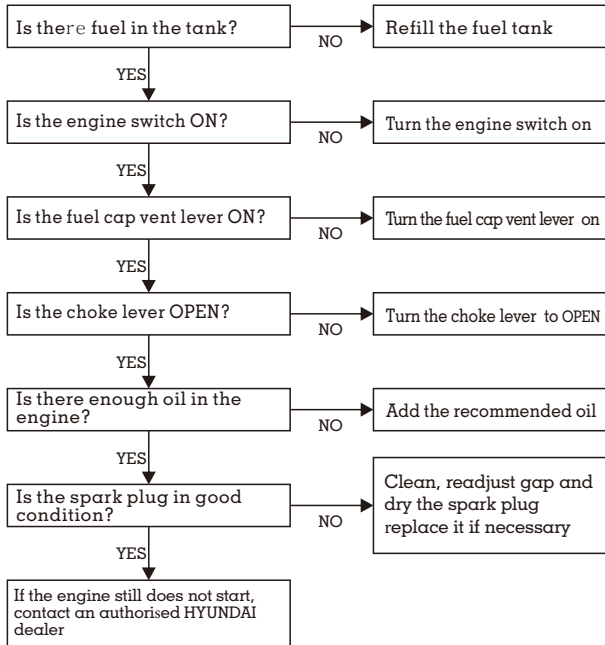 Is there fuel in the tank?
NO
Refill the fuel tank
YES
Is the engine switch ON?
NO
Turn the engine switch on
YES
Is the fuel cap vent lever ON?
NO
Turn the fuel cap vent lever on
YES
Is the choke lever OPEN?
NO
Turn the choke lever to OPEN
YES
Is there enough oil in the
engine?
NO
Add the recommended oil
YES
Is the spark plug in good
condition?
NO
Clean, readjust gap and
dry the spark plug
replace it if necessary
YES
If the engine still does not start,
contact an authorised HYUNDAI
dealer